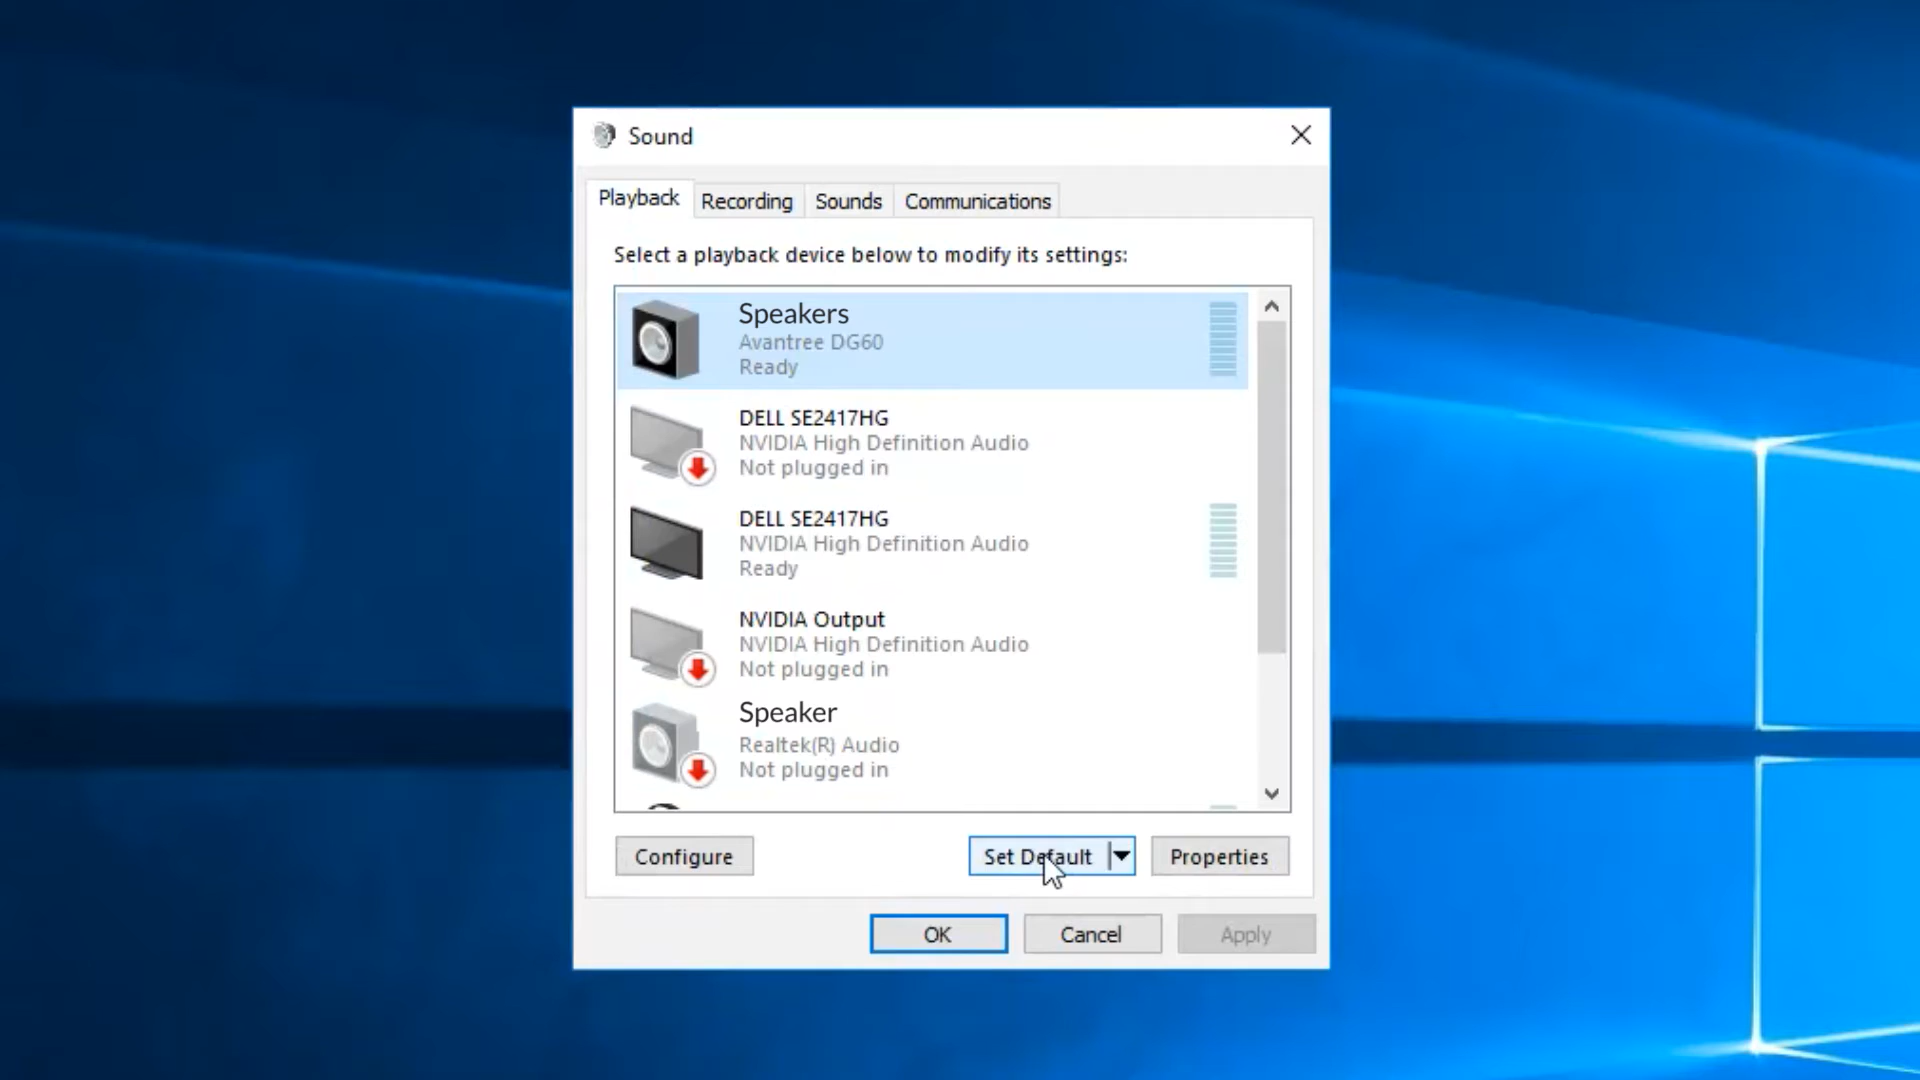 Sound
Playback Recording Sounds Communications
Select a playback device below to modify its settings:
Speakers
Avantree DG60
Ready
DELL SE2417HG
NVIDIA High Definition Audio
Not plugged in
DELL SE2417HG
NVIDIA High Definition Audio
Ready
NVIDIA Output
NVIDIA High Definition Audio
Not plugged in
Speaker
Realtek(R) Audio
Not plugged in
Configure Set Default Properties
OK Cancel Apply